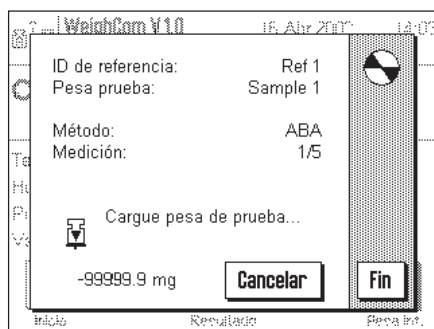 WeighCom V1.0 16. Abr 200
ID de referencia: Ref 1
Pesa prueba: Sample 1
Método: ABA
Medición: 1/5
Cargue pesa de prueba...
-99999.9 mg Cancelar Fin
Inicio Resultado Pesa int.